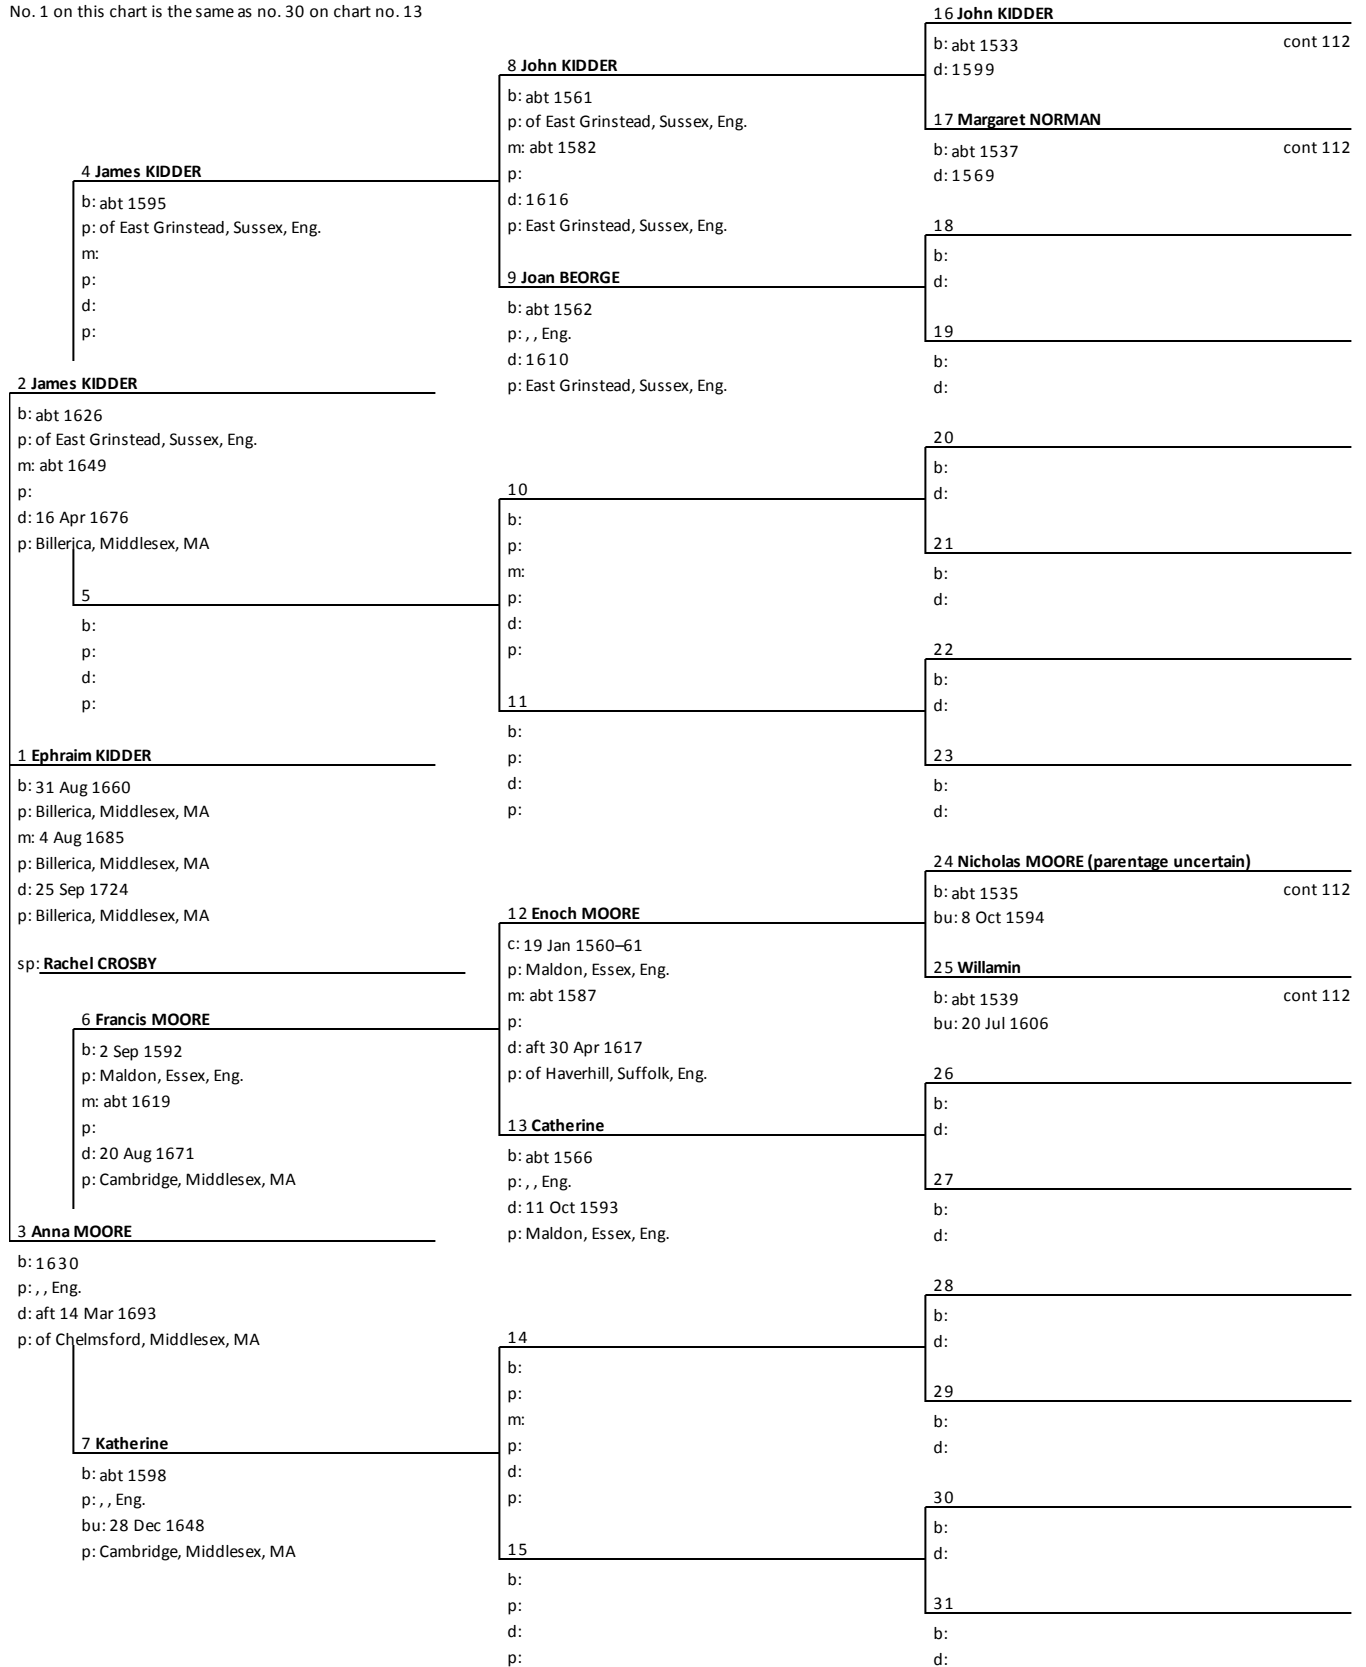 No. 1 on this chart is the same as no. 30 on chart no. 13
4 James KIDDER
b: abt 1595
p: of East Grinstead, Sussex, Eng.
m:
p:
d:
p:
2 James KIDDER
b: abt 1626
p: of East Grinstead, Sussex, Eng.
m: abt 1649
p:
d: 16 Apr 1676
p: Billerica, Middlesex, MA
5
b:
p:
d:
p:
1 Ephraim KIDDER
b: 31 Aug 1660
p: Billerica, Middlesex, MA
m: 4 Aug 1685
p: Billerica, Middlesex, MA
d: 25 Sep 1724
p: Billerica, Middlesex, MA
sp: Rachel CROSBY
6 Francis MOORE
b: 2 Sep 1592
p: Maldon, Essex, Eng.
m: abt 1619
p:
d: 20 Aug 1671
p: Cambridge, Middlesex, MA
3 Anna MOORE
b: 1630
p: , , Eng.
d: aft 14 Mar 1693
p: of Chelmsford, Middlesex, MA
7 Katherine
b: abt 1598
p: , , Eng.
bu: 28 Dec 1648
p: Cambridge, Middlesex, MA
8 John KIDDER
b: abt 1561
p: of East Grinstead, Sussex, Eng.
m: abt 1582
p:
d: 1616
p: East Grinstead, Sussex, Eng.
9 Joan BEORGE
b: abt 1562
p: , , Eng.
d: 1610
p: East Grinstead, Sussex, Eng.
10
b:
p:
m:
p:
d:
p:
11
b:
p:
d:
p:
12 Enoch MOORE
c: 19 Jan 1560–61
p: Maldon, Essex, Eng.
m: abt 1587
p:
d: aft 30 Apr 1617
p: of Haverhill, Suffolk, Eng.
13 Catherine
b: abt 1566
p: , , Eng.
d: 11 Oct 1593
p: Maldon, Essex, Eng.
14
b:
p:
m:
p:
d:
p:
15
b:
p:
d:
p:
16 John KIDDER
b: abt 1533 cont 112
d: 1599
17 Margaret NORMAN
b: abt 1537 cont 112
d: 1569
18
b:
d:
19
b:
d:
20
b:
d:
21
b:
d:
22
b:
d:
23
b:
d:
24 Nicholas MOORE (parentage uncertain)
b: abt 1535 cont 112
bu: 8 Oct 1594
25 Willamin
b: abt 1539 cont 112
bu: 20 Jul 1606
26
b:
d:
27
b:
d:
28
b:
d:
29
b:
d:
30
b:
d:
31
b:
d: